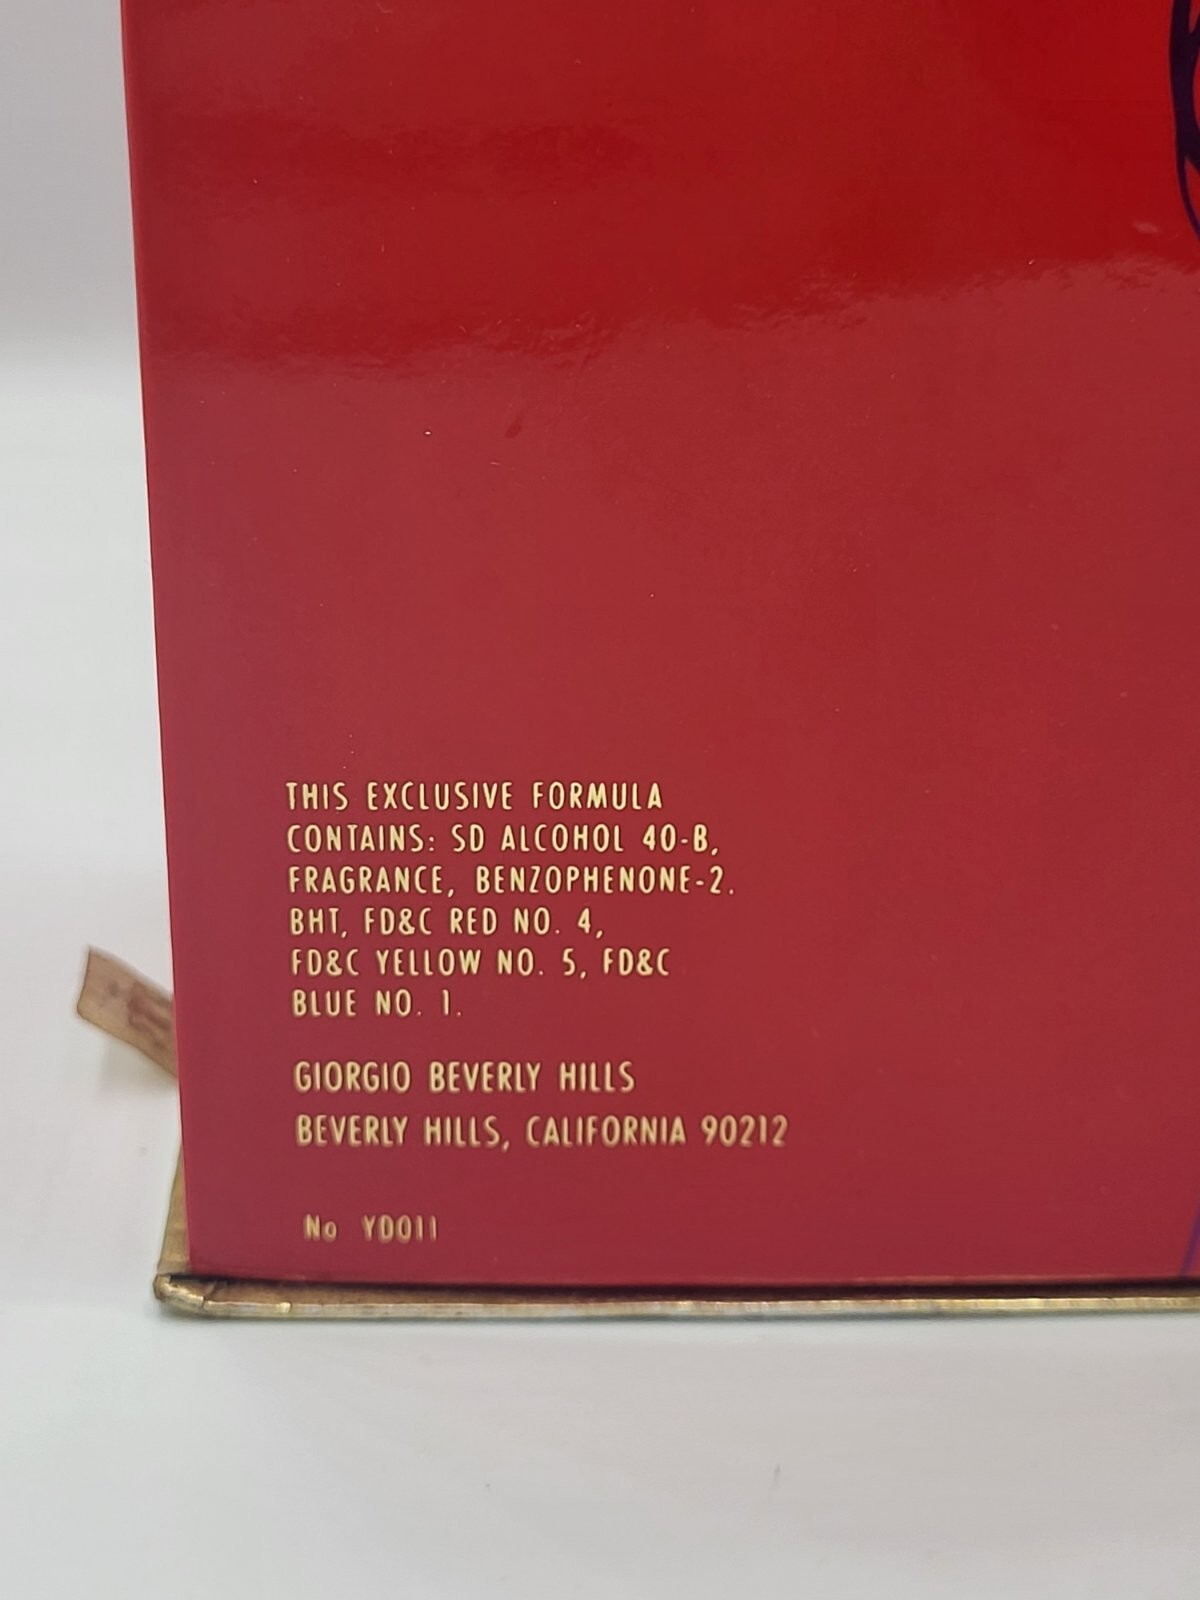 THIS EXCLUSIVE FORMULA
CONTAINS: SD ALCOHOL 40-B,
FRAGRANCE, BENZOPHENONE-2.
BHT, FD&C RED NO. 4,
FD&C YELLOW NO. 5, FD&C
BLUE NO. 1.
GIORGIO BEVERLY HILLS
BEVERLY HILLS, CALIFORNIA 90212
No YD011